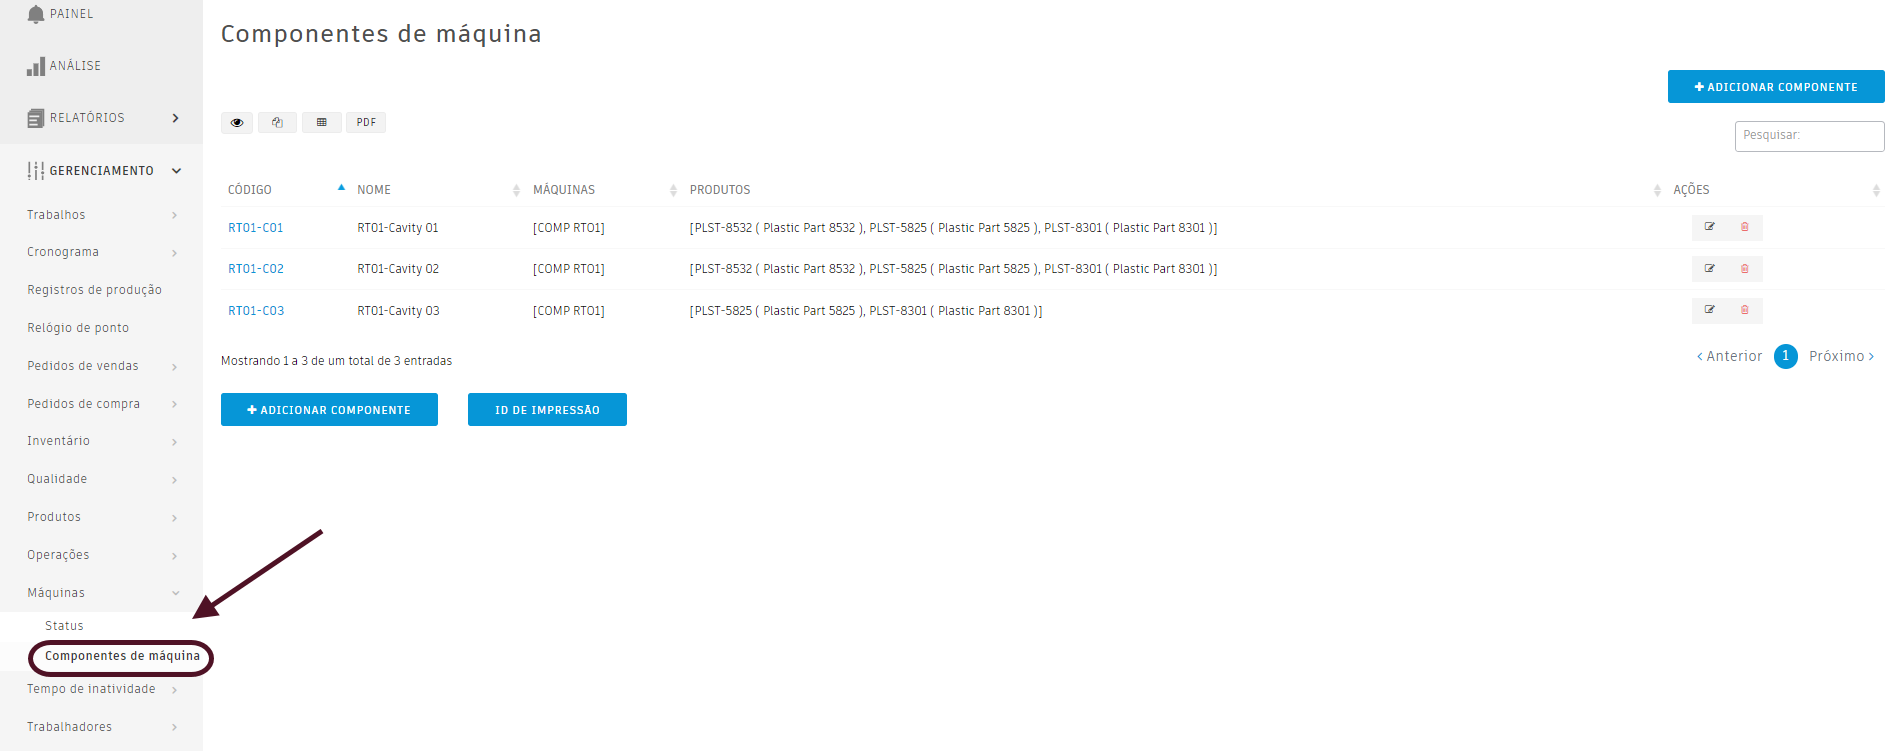 PAINEL
ANÁLISE
RELATÓRIOS
GERENCIAMENTO
Trabalhos
Cronograma
Registros de produção
Relógio de ponto
Pedidos de vendas
Pedidos de compra
Inventário
Qualidade
Produtos
Operações
Máquinas
Status
Componentes de máquina
Tempo de inatividade
Trabalhadores
Componentes de máquina
ADICIONAR COMPONENTE
PDF
Pesquisar:
CÓDIGO NOME MÁQUINAS PRODUTOS AÇÕES
RT01-C01 RT01-Cavity 01 [COMP RT01] [PLST-8532 ( Plastic Part 8532 ), PLST-5825 ( Plastic Part 5825 ), PLST-8301 ( Plastic Part 8301 )]
RT01-C02 RT01-Cavity 02 [COMP RT01] [PLST-8532 ( Plastic Part 8532 ), PLST-5825 ( Plastic Part 5825 ), PLST-8301 ( Plastic Part 8301 )]
RT01-C03 RT01-Cavity 03 [COMP RT01] [PLST-5825 ( Plastic Part 5825 ), PLST-8301 ( Plastic Part 8301 )]
Mostrando 1 a 3 de um total de 3 entradas
Anterior 1 Próximo
ADICIONAR COMPONENTE ID DE IMPRESSÃO